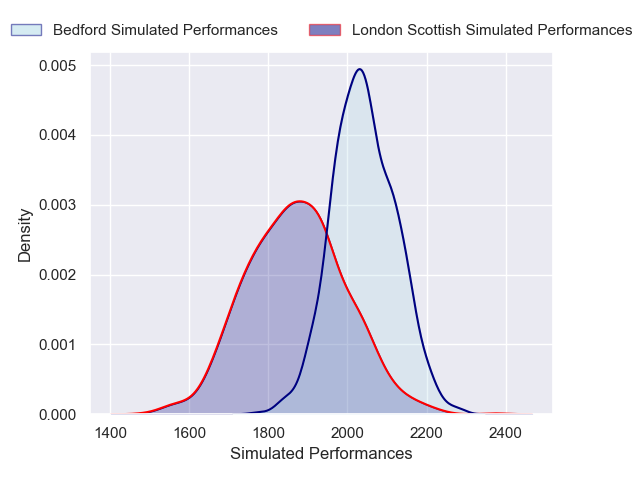 Bedford Simulated Performances London Scottish Simulated Performances
0.005
0.004
0.003
0.002
0.001
0.000
Density
1400 1600 1800 2000 2200 2400
Simulated Performances